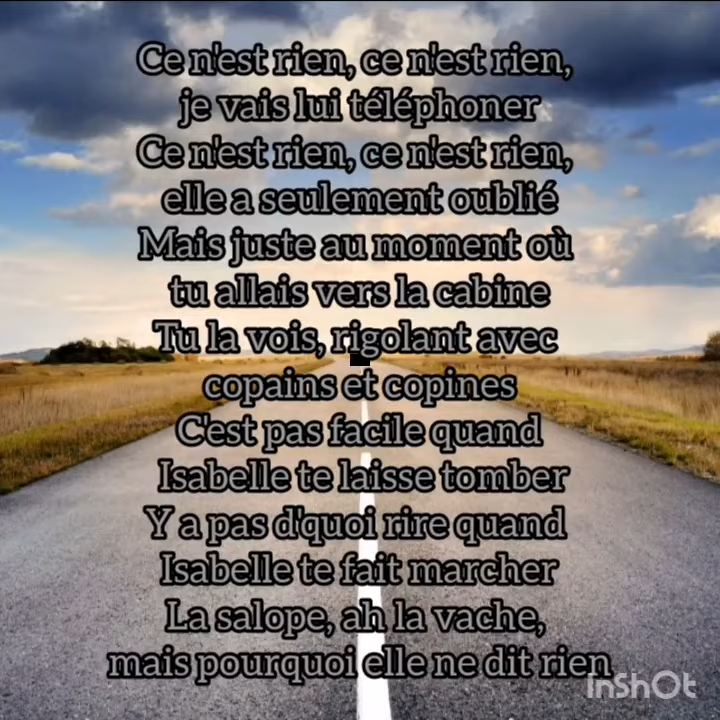 Ce n'est rien, ce n'est rien,
je vais lui téléphoner
Ce n'est rien, ce n'est rien,
elle a seulement oublié
Mais juste au moment où
tu allais vers la cabine
Tu la vois, rigolant avec
copains et copines
C'est pas facile quand
Isabelle te laisse tomber
Y a pas d'quoi rire quand
Isabelle te fait marcher
La salope, ah la vache,
mais pourquoi elle ne dit rien
InShOt